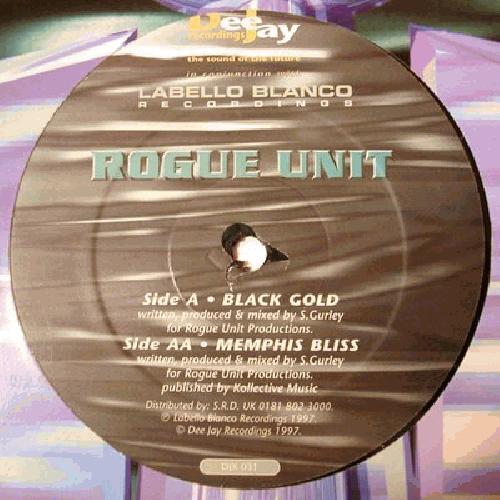 DeeJay
recordings
the sound of the future
in conjunction with
LABELLO BLANCO
RECORDINGS
ROGUE UNIT
Side A • BLACK GOLD
written, produced & mixed by S.Gurley
for Rogue Unit Productions.
Side AA • MEMPHIS BLISS
written, produced & mixed by S.Gurley
for Rogue Unit Productions.
published by Kollective Music
Distributed by: S.R.D. UK 0181 802 3000.
℗ Labello Blanco Recordings 1997.
© Dee Jay Recordings 1997.
DJX 031